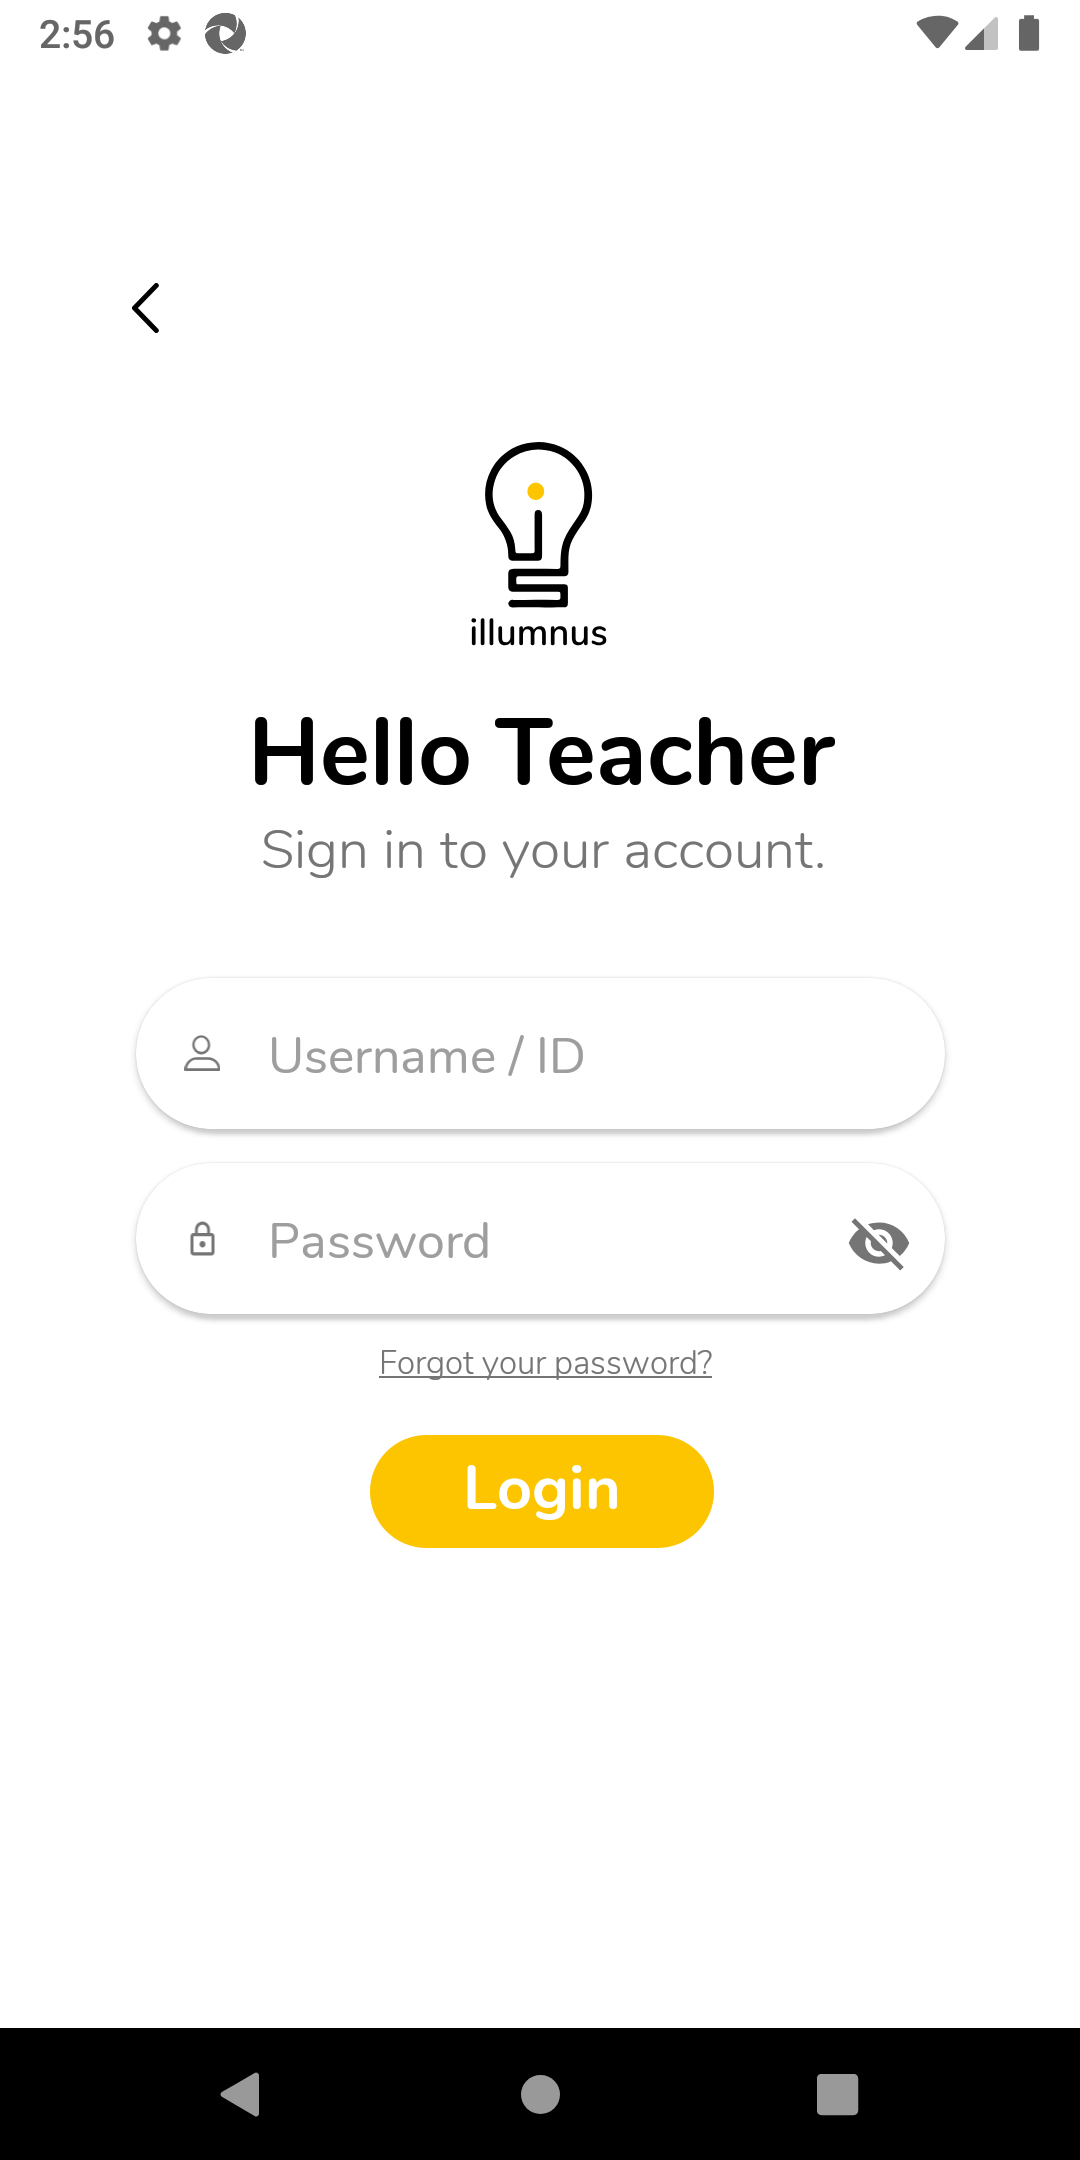 2:56
illumnus
Hello Teacher
Sign in to your account.
Username / ID
Password
Forgot your password?
Login